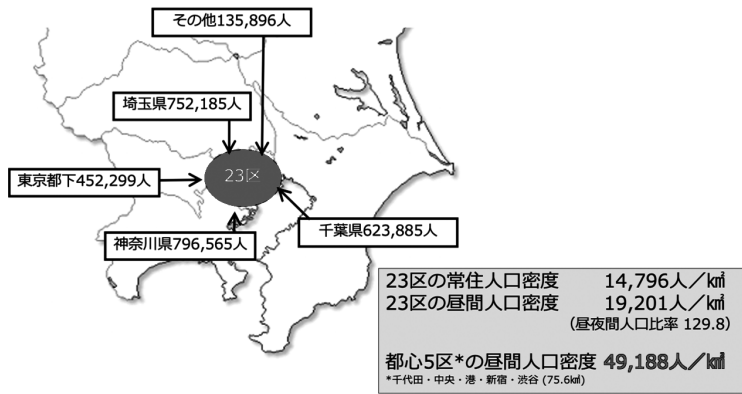 その他135,896人
埼玉県752,185人
23区
東京都下452,299人
神奈川県796,565人
千葉県623,885人
23区の常住人口密度 14,796人／㎢
23区の昼間人口密度 19,201人／㎢
（昼夜間人口比率 129.8）
都心5区*の昼間人口密度 49,188人／㎢
*千代田・中央・港・新宿・渋谷 (75.6㎢)